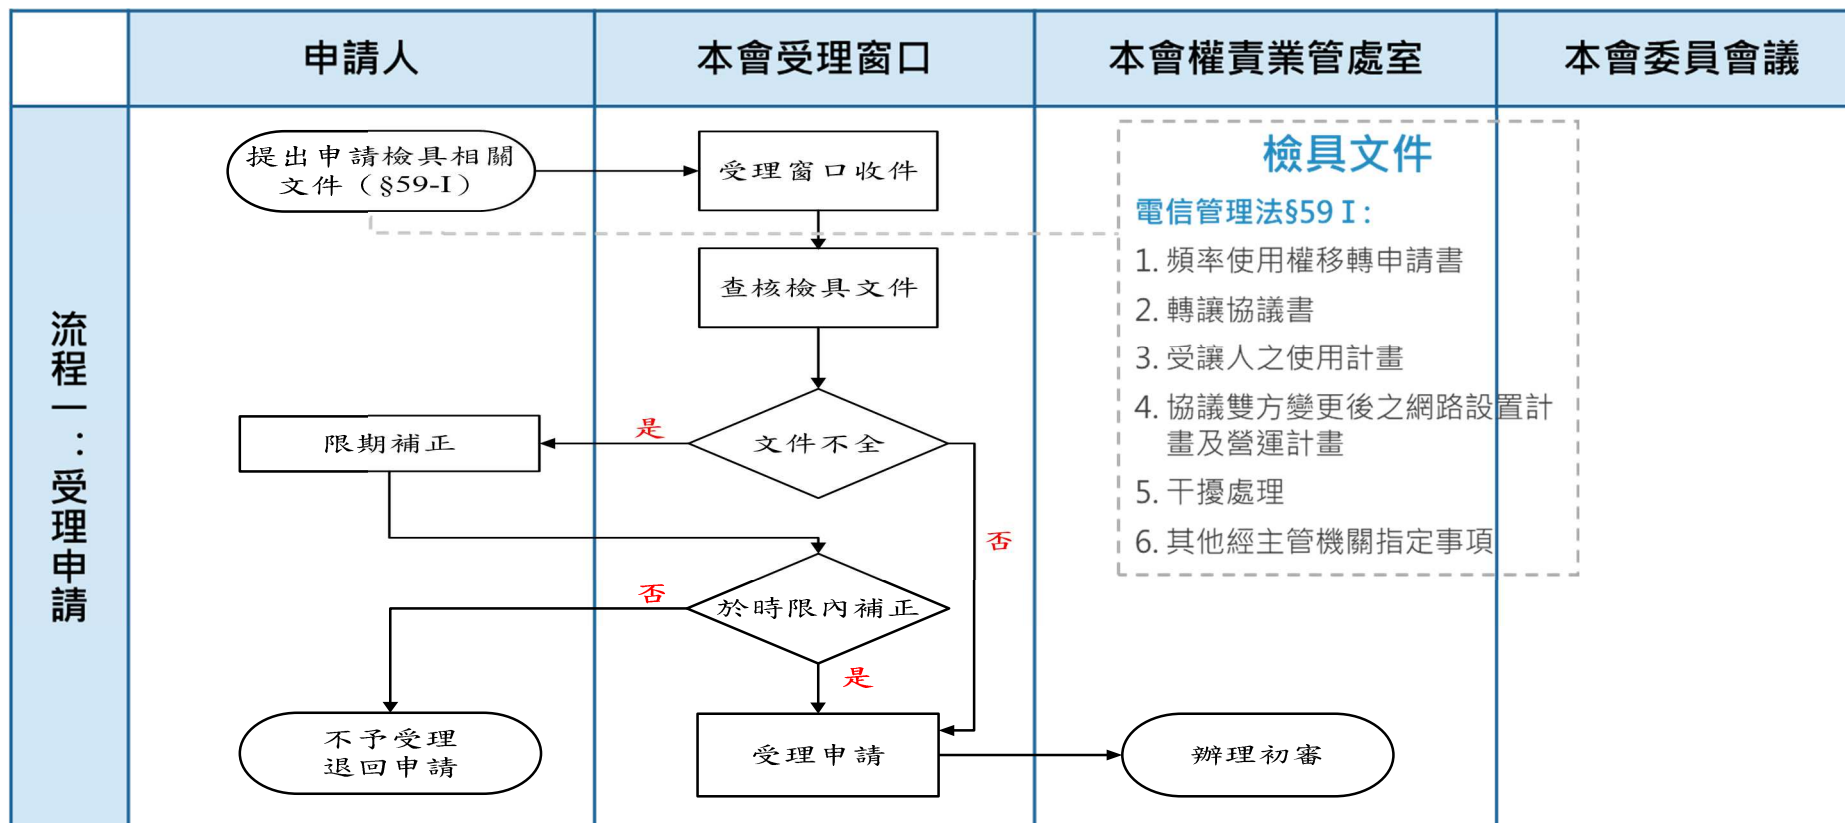 申請人
本會受理窗口
本會權責業管處室
本會委員會議
流程一：受理申請
提出申請檢具相關
文件（§59-I）
受理窗口收件
查核檢具文件
文件不全
是
否
限期補正
於時限內補正
否
是
不予受理
退回申請
受理申請
辦理初審
檢具文件
電信管理法§59 I：
1. 頻率使用權移轉申請書
2. 轉讓協議書
3. 受讓人之使用計畫
4. 協議雙方變更後之網路設置計
畫及營運計畫
5. 干擾處理
6. 其他經主管機關指定事項